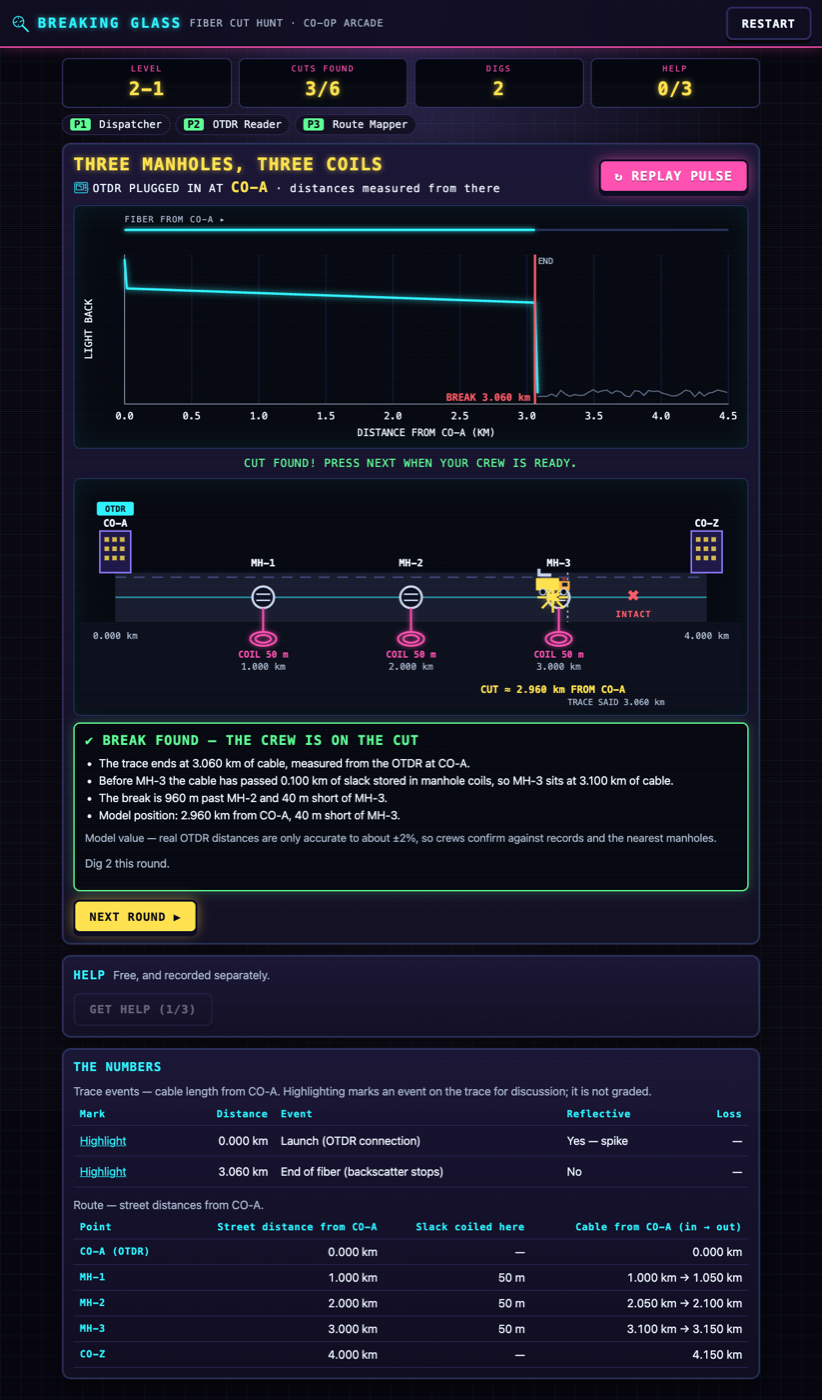 BREAKING GLASS FIBER CUT HUNT · CO-OP ARCADE
RESTART
LEVEL
2-1
CUTS FOUND
3/6
DIGS
2
HELP
0/3
P1 Dispatcher
P2 OTDR Reader
P3 Route Mapper
THREE MANHOLES, THREE COILS
OTDR PLUGGED IN AT CO-A · distances measured from there
↻ REPLAY PULSE
FIBER FROM CO-A ▸
END
LIGHT BACK
BREAK 3.060 km
0.0 0.5 1.0 1.5 2.0 2.5 3.0 3.5 4.0 4.5
DISTANCE FROM CO-A (KM)
CUT FOUND! PRESS NEXT WHEN YOUR CREW IS READY.
OTDR
CO-A
CO-Z
MH-1
MH-2
MH-3
INTACT
0.000 km
4.000 km
COIL 50 m
1.000 km
COIL 50 m
2.000 km
COIL 50 m
3.000 km
CUT ≈ 2.960 km FROM CO-A
TRACE SAID 3.060 km
✔ BREAK FOUND — THE CREW IS ON THE CUT
• The trace ends at 3.060 km of cable, measured from the OTDR at CO-A.
• Before MH-3 the cable has passed 0.100 km of slack stored in manhole coils, so MH-3 sits at 3.100 km of cable.
• The break is 960 m past MH-2 and 40 m short of MH-3.
• Model position: 2.960 km from CO-A, 40 m short of MH-3.
Model value — real OTDR distances are only accurate to about ±2%, so crews confirm against records and the nearest manholes.
Dig 2 this round.
NEXT ROUND ▶
HELP Free, and recorded separately.
GET HELP (1/3)
THE NUMBERS
Trace events — cable length from CO-A. Highlighting marks an event on the trace for discussion; it is not graded.
Mark Distance Event Reflective Loss
Highlight 0.000 km Launch (OTDR connection) Yes — spike —
Highlight 3.060 km End of fiber (backscatter stops) No —
Route — street distances from CO-A.
Point Street distance from CO-A Slack coiled here Cable from CO-A (in → out)
CO-A (OTDR) 0.000 km — 0.000 km
MH-1 1.000 km 50 m 1.000 km → 1.050 km
MH-2 2.000 km 50 m 2.050 km → 2.100 km
MH-3 3.000 km 50 m 3.100 km → 3.150 km
CO-Z 4.000 km — 4.150 km